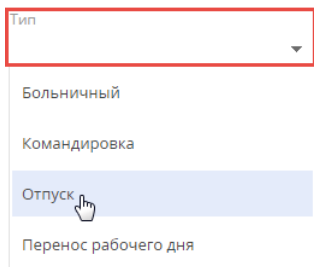 Тип
Больничный
Командировка
Отпуск
Перенос рабочего дня